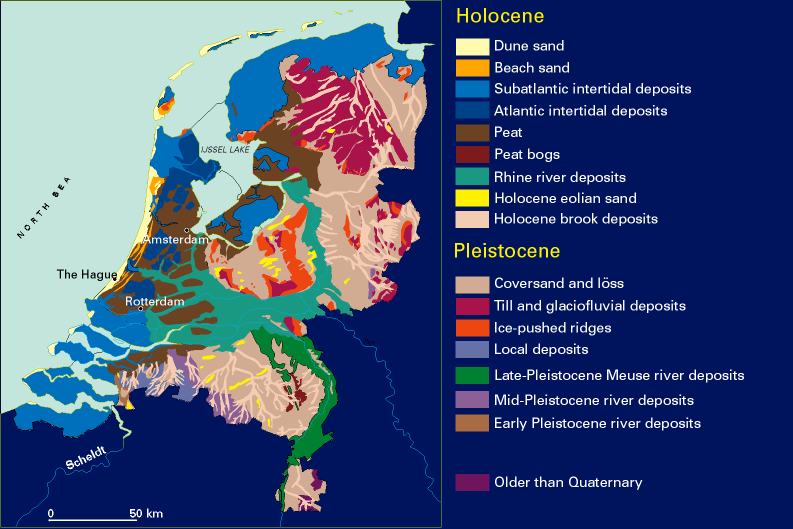 Holocene
Dune sand
Beach sand
Subatlantic intertidal deposits
Atlantic intertidal deposits
Peat
Peat bogs
Rhine river deposits
Holocene eolian sand
Holocene brook deposits
Pleistocene
Coversand and löss
Till and glaciofluvial deposits
Ice-pushed ridges
Local deposits
Late-Pleistocene Meuse river deposits
Mid-Pleistocene river deposits
Early Pleistocene river deposits
Older than Quaternary
IJSSEL LAKE
NORTH SEA
Amsterdam
The Hague
Rotterdam
Scheldt
0 50 km